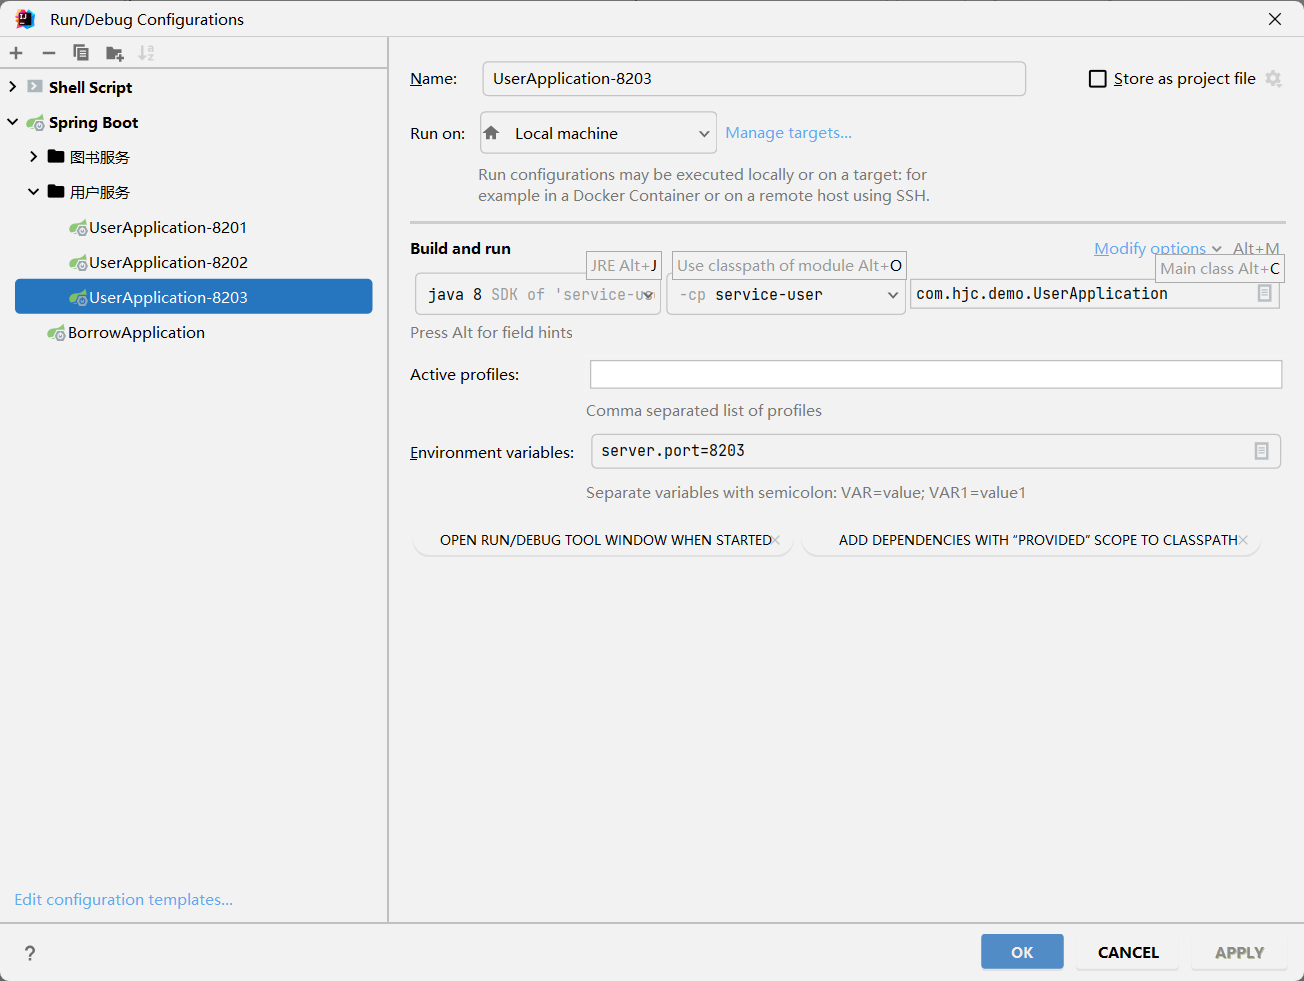 Run/Debug Configurations
Shell Script
Spring Boot
图书服务
用户服务
UserApplication-8201
UserApplication-8202
UserApplication-8203
BorrowApplication
Edit configuration templates...
Name: UserApplication-8203 Store as project file
Run on: Local machine Manage targets...
Run configurations may be executed locally or on a target: for
example in a Docker Container or on a remote host using SSH.
Build and run Modify options Alt+M
JRE Alt+J Use classpath of module Alt+O Main class Alt+C
java 8 SDK of 'service-us -cp service-user com.hjc.demo.UserApplication
Press Alt for field hints
Active profiles:
Comma separated list of profiles
Environment variables: server.port=8203
Separate variables with semicolon: VAR=value; VAR1=value1
OPEN RUN/DEBUG TOOL WINDOW WHEN STARTED ADD DEPENDENCIES WITH “PROVIDED” SCOPE TO CLASSPATH
? OK CANCEL APPLY